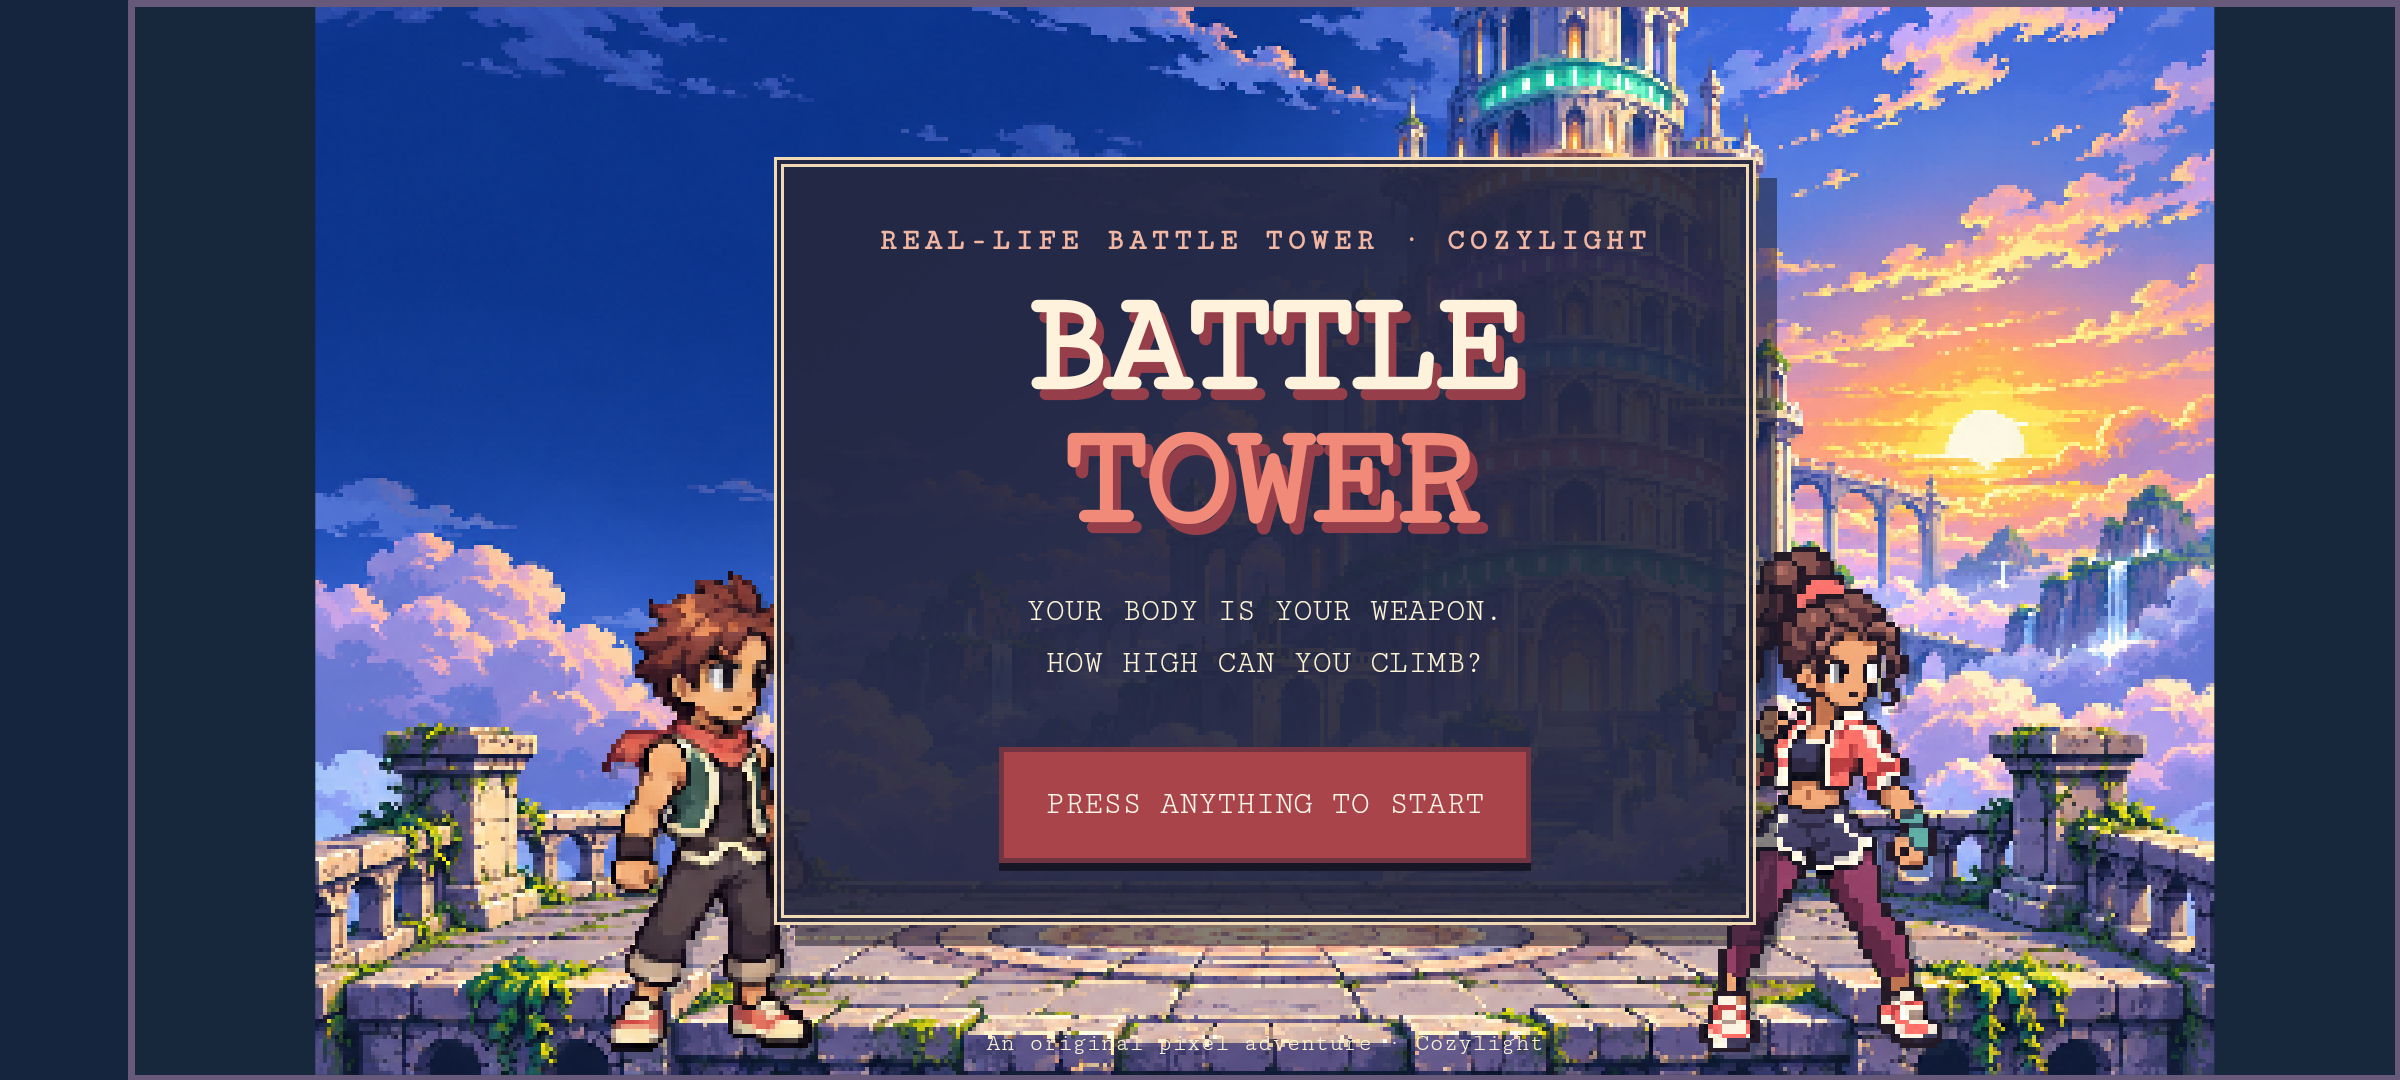 REAL-LIFE BATTLE TOWER · COZYLIGHT
BATTLE
TOWER
YOUR BODY IS YOUR WEAPON.
HOW HIGH CAN YOU CLIMB?
PRESS ANYTHING TO START
An original pixel adventure · Cozylight